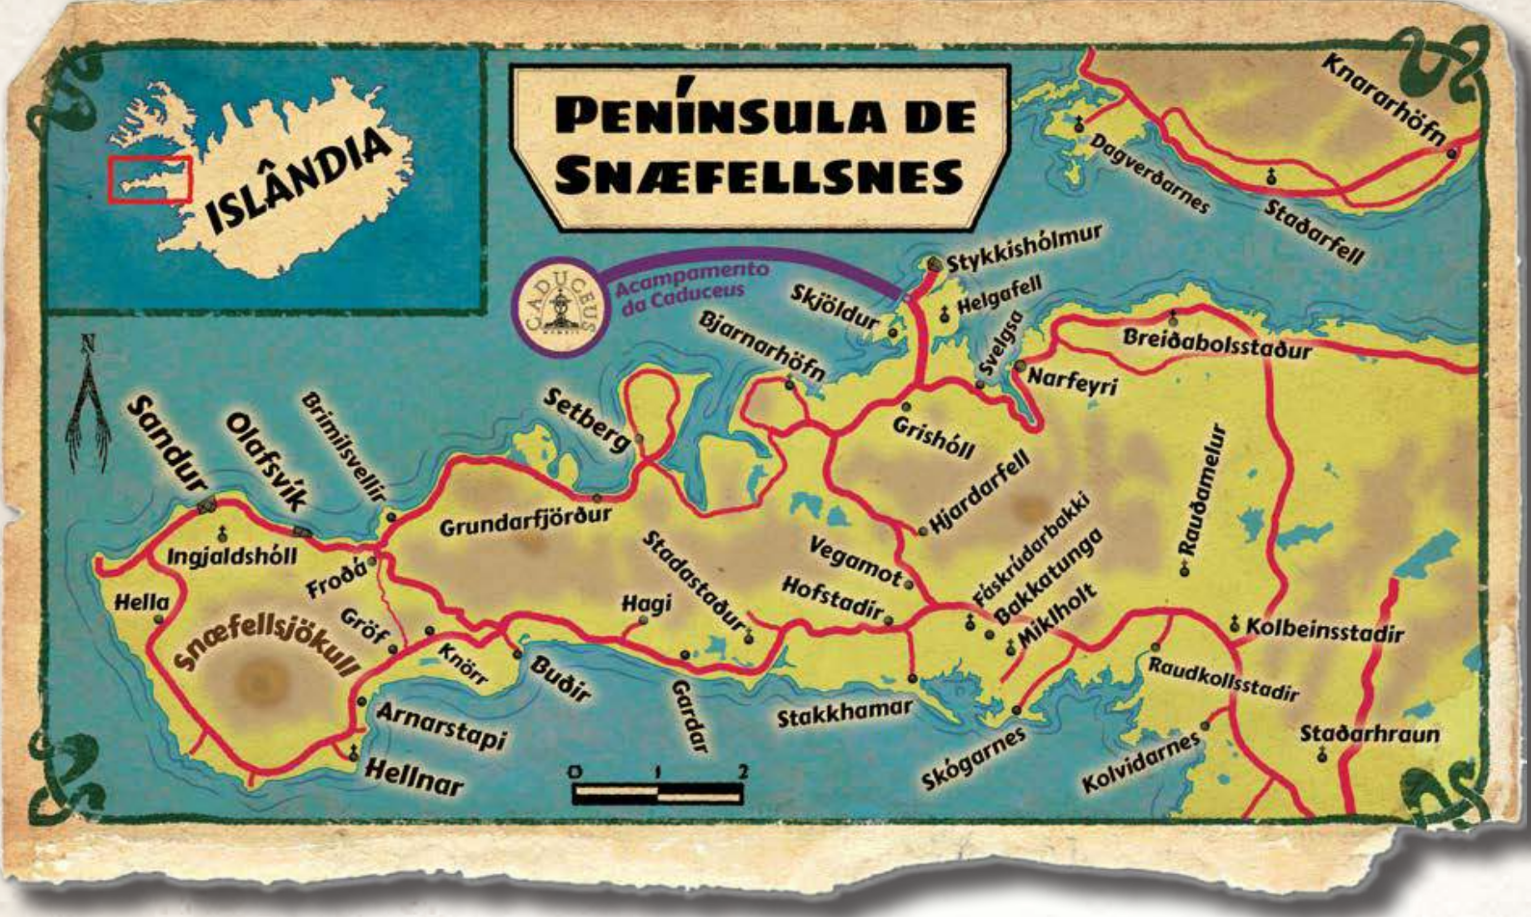 PENÍNSULA DE
SNÆFELLSNES
ISLÂNDIA
N
CADUCEUS
Acampamento
da Caduceus
Knararhöfn
Dagverðarnes
Staðarfell
Stykkishólmur
Helgafell
Skjöldur
Svelgsa
Bjarnarhöfn
Breiðabolsstaður
Narfeyri
Setberg
Grishóll
Sandur
Olafsvík
Brimilsvellir
Grundarfjörður
Hjardarfell
Rauðamelur
Ingjaldshóll
Froðá
Stadastaður
Vegamot
Fáskrúdarbakki
Bakkatunga
Hella
Gröf
Hagi
Hofstadir
Miklholt
Kolbeinsstadir
Snæfellsjökull
Knörr
Buðir
Raudkollsstadir
Arnarstapi
Gardar
Stakkhamar
Staðarhraun
Hellnar
Skógarnes
Kolvidarnes
0 1 2